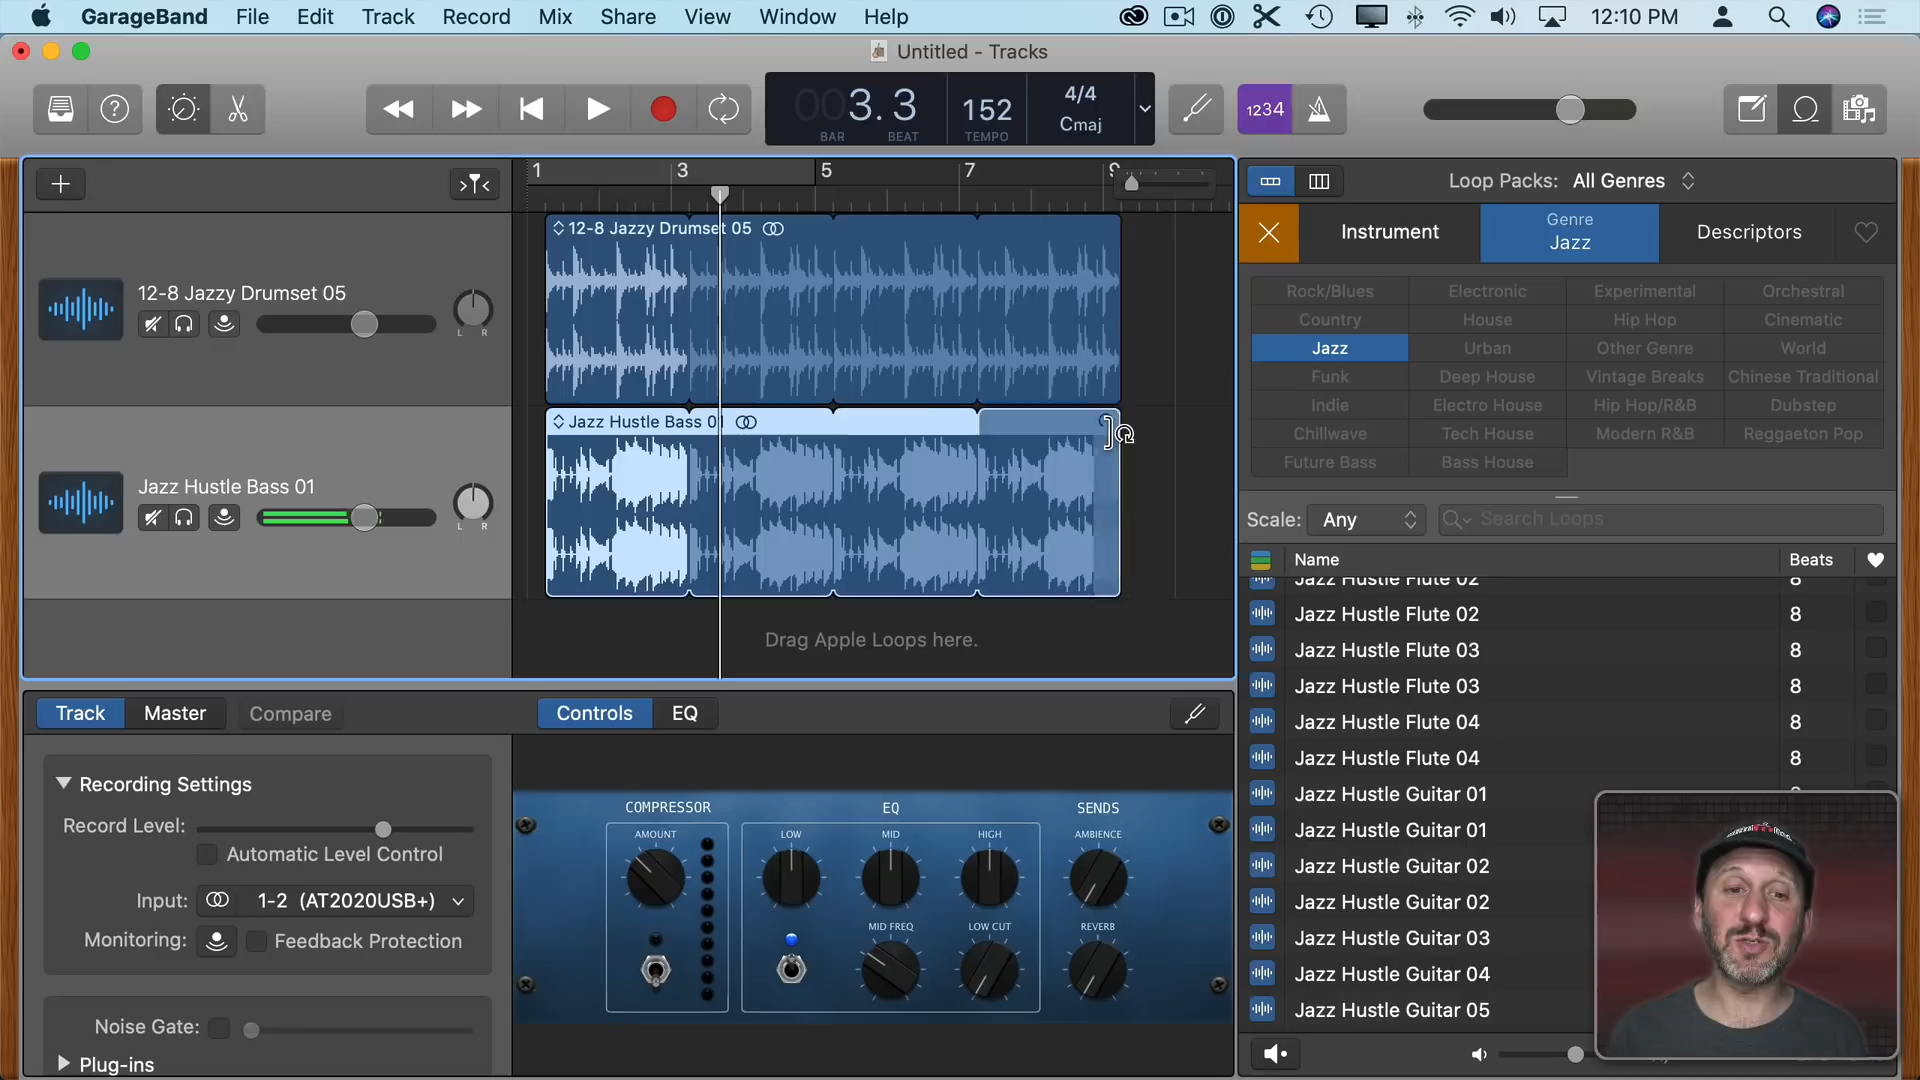 GarageBand File Edit Track Record Mix Share View Window Help 12:10 PM
Untitled - Tracks
003.3 BAR BEAT
152 TEMPO
4/4
Cmaj
1234
1 3 5 7 9
Loop Packs: All Genres
Instrument
Genre
Jazz
Descriptors
Rock/Blues Electronic Experimental Orchestral
Country House Hip Hop Cinematic
Jazz Urban Other Genre World
Funk Deep House Vintage Breaks Chinese Traditional
Indie Electro House Hip Hop/R&B Dubstep
Chillwave Tech House Modern R&B Reggaeton Pop
Future Bass Bass House
12-8 Jazzy Drumset 05
L R
12-8 Jazzy Drumset 05
Jazz Hustle Bass 01
L R
Jazz Hustle Bass 01
Drag Apple Loops here.
Scale: Any Search Loops
Name Beats
Jazz Hustle Flute 02 8
Jazz Hustle Flute 02 8
Jazz Hustle Flute 03 8
Jazz Hustle Flute 03 8
Jazz Hustle Flute 04 8
Jazz Hustle Flute 04 8
Jazz Hustle Guitar 01
Jazz Hustle Guitar 01
Jazz Hustle Guitar 02
Jazz Hustle Guitar 02
Jazz Hustle Guitar 03
Jazz Hustle Guitar 04
Jazz Hustle Guitar 05
Track Master Compare
Controls EQ
Recording Settings
Record Level:
Automatic Level Control
Input: 1-2 (AT2020USB+)
Monitoring: Feedback Protection
Noise Gate:
Plug-ins
COMPRESSOR
AMOUNT
EQ
LOW MID HIGH
MID FREQ LOW CUT
SENDS
AMBIENCE
REVERB